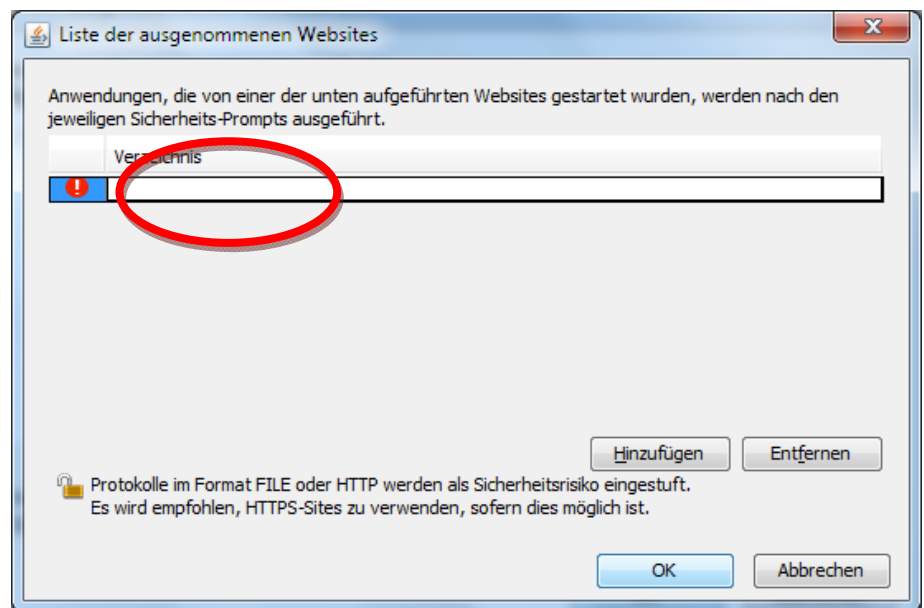 Liste der ausgenommenen Websites
Anwendungen, die von einer der unten aufgeführten Websites gestartet wurden, werden nach den
jeweiligen Sicherheits-Prompts ausgeführt.
Verzeichnis
Hinzufügen
Entfernen
Protokolle im Format FILE oder HTTP werden als Sicherheitsrisiko eingestuft.
Es wird empfohlen, HTTPS-Sites zu verwenden, sofern dies möglich ist.
OK
Abbrechen